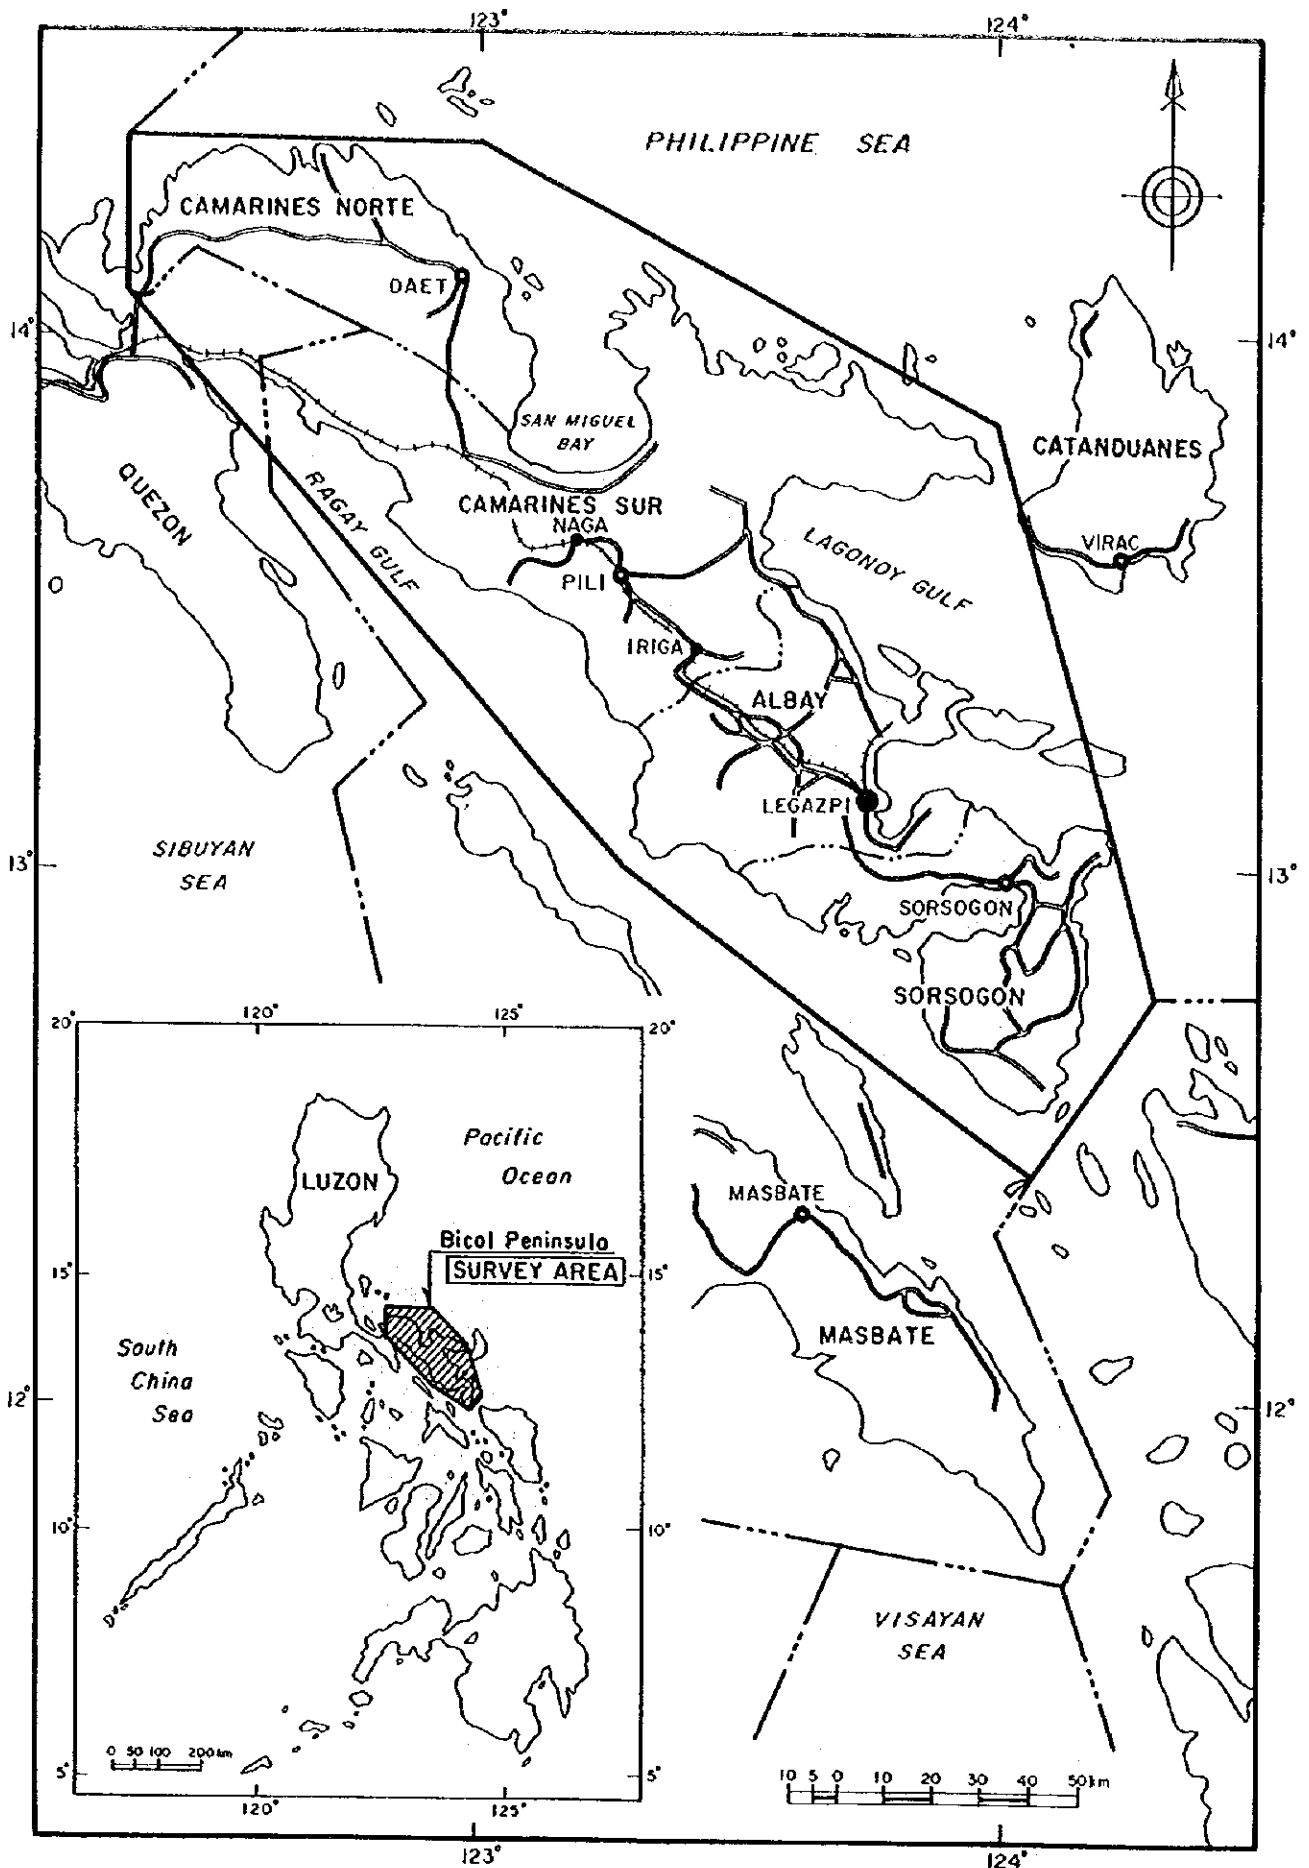 123°
124°
PHILIPPINE SEA
CAMARINES NORTE
DAET
14°
14°
SAN MIGUEL
BAY
CATANDUANES
QUEZON
RAGAY GULF
CAMARINES SUR
NAGA
LAGONOY GULF
VIRAC
PILI
IRIGA
ALBAY
LEGAZPI
SIBUYAN
SEA
13°
13°
SORSOGON
SORSOGON
120°
125°
20°
20°
Pacific
Ocean
LUZON
MASBATE
Bicol Peninsula
SURVEY AREA
15°
15°
South
China
Sea
MASBATE
12°
12°
10°
10°
VISAYAN
SEA
0 50 100 200km
5°
5°
10 5 0 10 20 30 40 50km
120°
125°
123°
124°